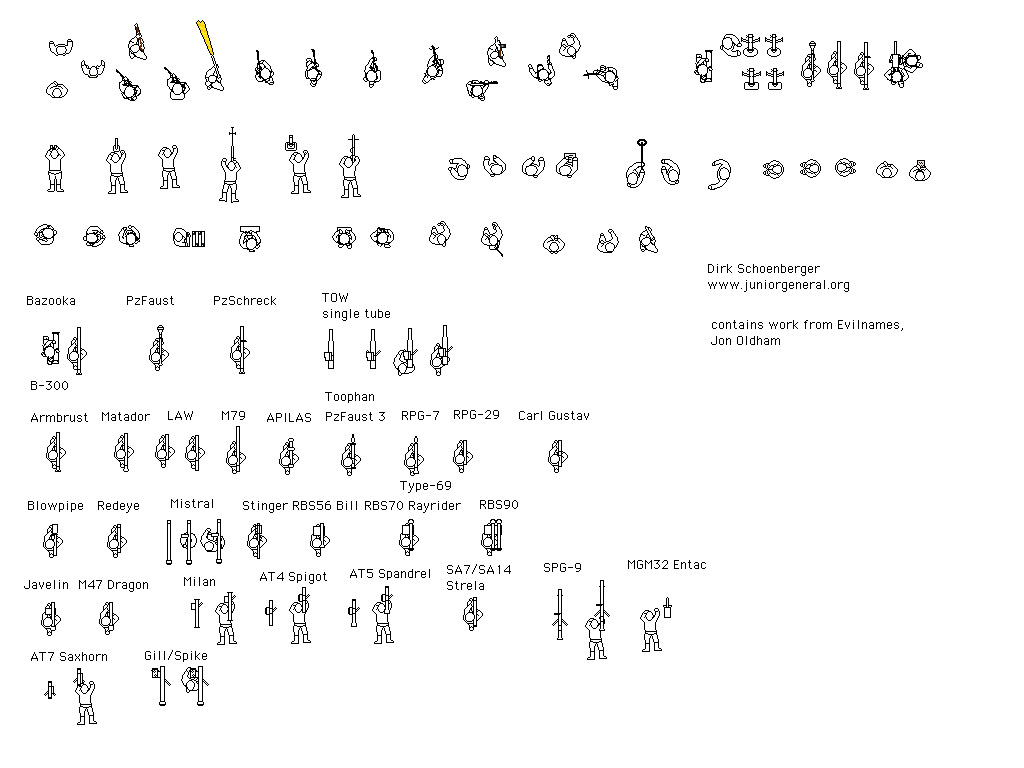 Dirk Schoenberger
www.juniorgeneral.org
contains work from Evilnames,
Jon Oldham
Bazooka PzFaust PzSchreck TOW
single tube
B-300
Toophan
Armbrust Matador LAW M79 APILAS PzFaust 3 RPG-7 RPG-29 Carl Gustav
Type-69
Blowpipe Redeye Mistral Stinger RBS56 Bill RBS70 Rayrider RBS90
Javelin M47 Dragon Milan AT4 Spigot AT5 Spandrel SA7/SA14 SPG-9 MGM32 Entac
Strela
AT7 Saxhorn Gill/Spike